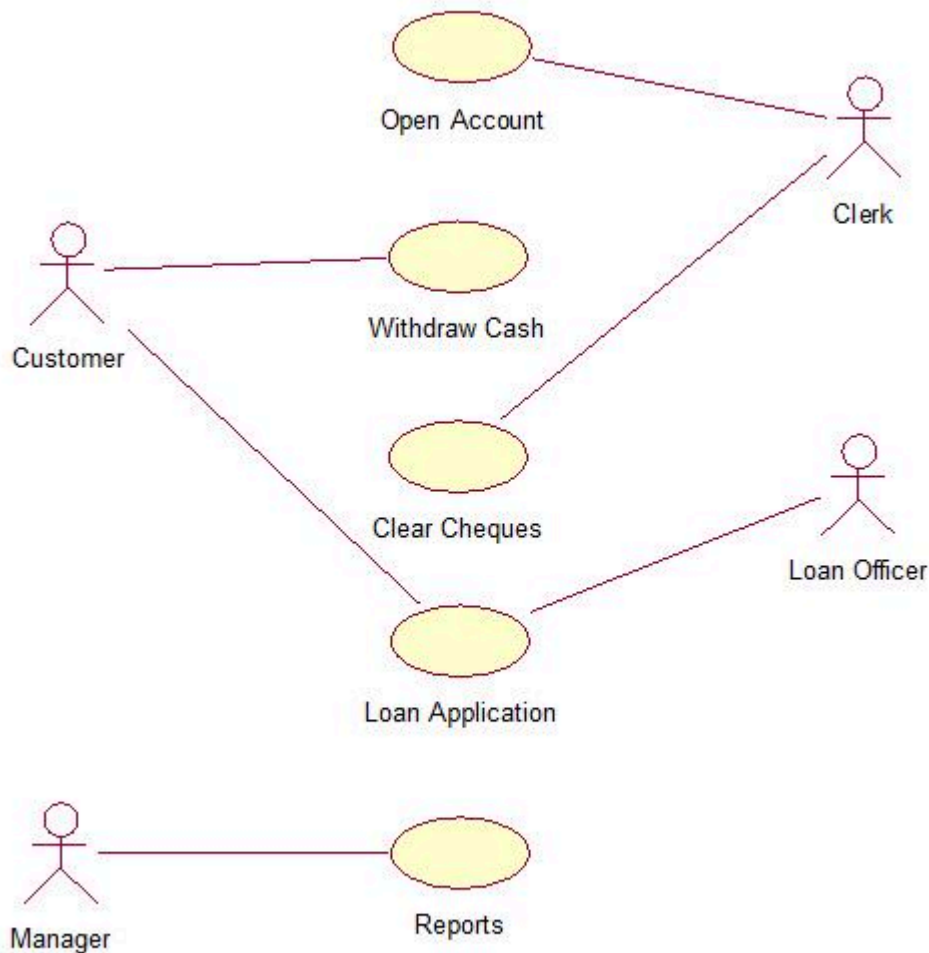 Open Account
Clerk
Withdraw Cash
Customer
Clear Cheques
Loan Officer
Loan Application
Reports
Manager